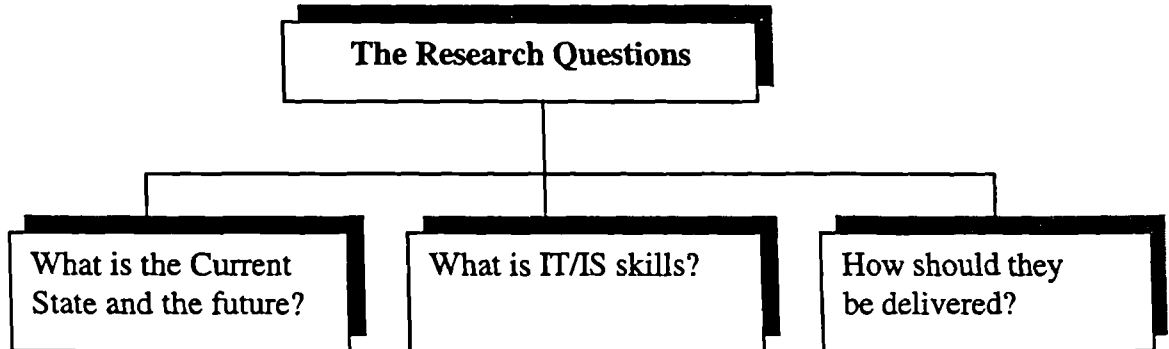 The Research Questions
What is the Current
State and the future?
What is IT/IS skills?
How should they
be delivered?